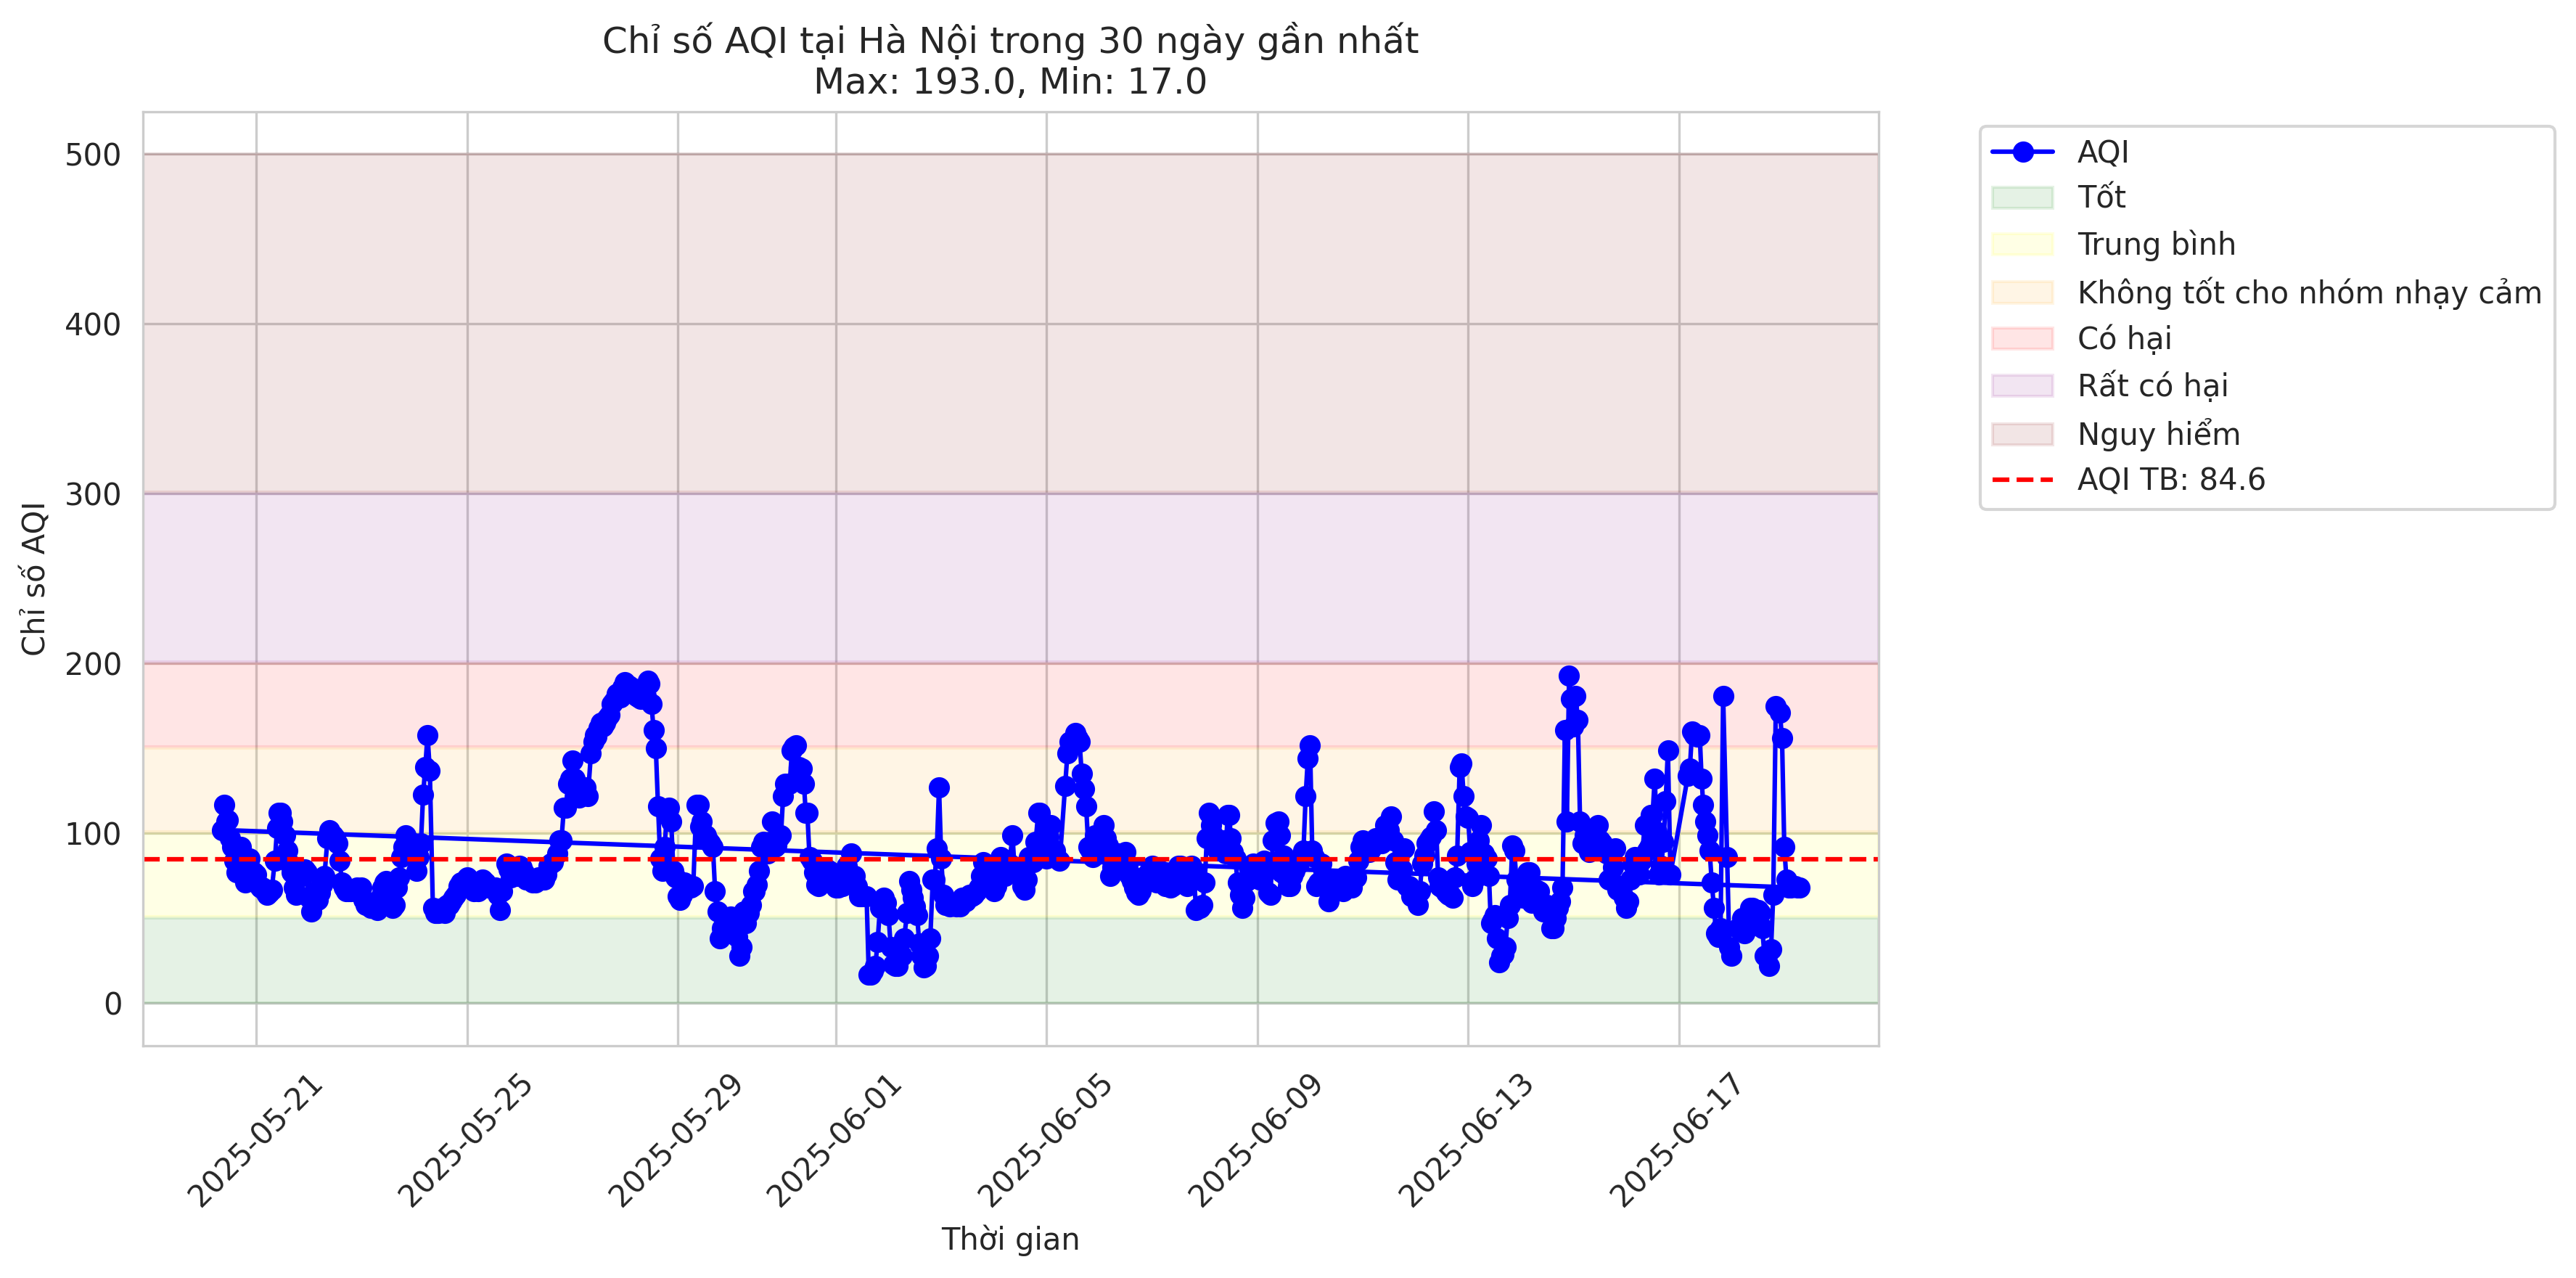 Chỉ số AQI tại Hà Nội trong 30 ngày gần nhất
Max: 193.0, Min: 17.0
Chỉ số AQI
500
400
300
200
100
0
2025-05-21
2025-05-25
2025-05-29
2025-06-01
2025-06-05
2025-06-09
2025-06-13
2025-06-17
Thời gian
AQI
Tốt
Trung bình
Không tốt cho nhóm nhạy cảm
Có hại
Rất có hại
Nguy hiểm
AQI TB: 84.6